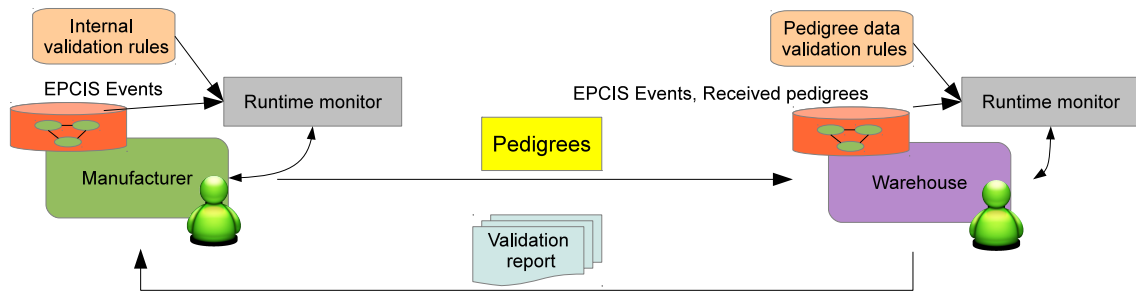 Internal
validation rules
EPCIS Events
Runtime monitor
Manufacturer
Pedigrees
Validation
report
Pedigree data
validation rules
EPCIS Events, Received pedigrees
Runtime monitor
Warehouse